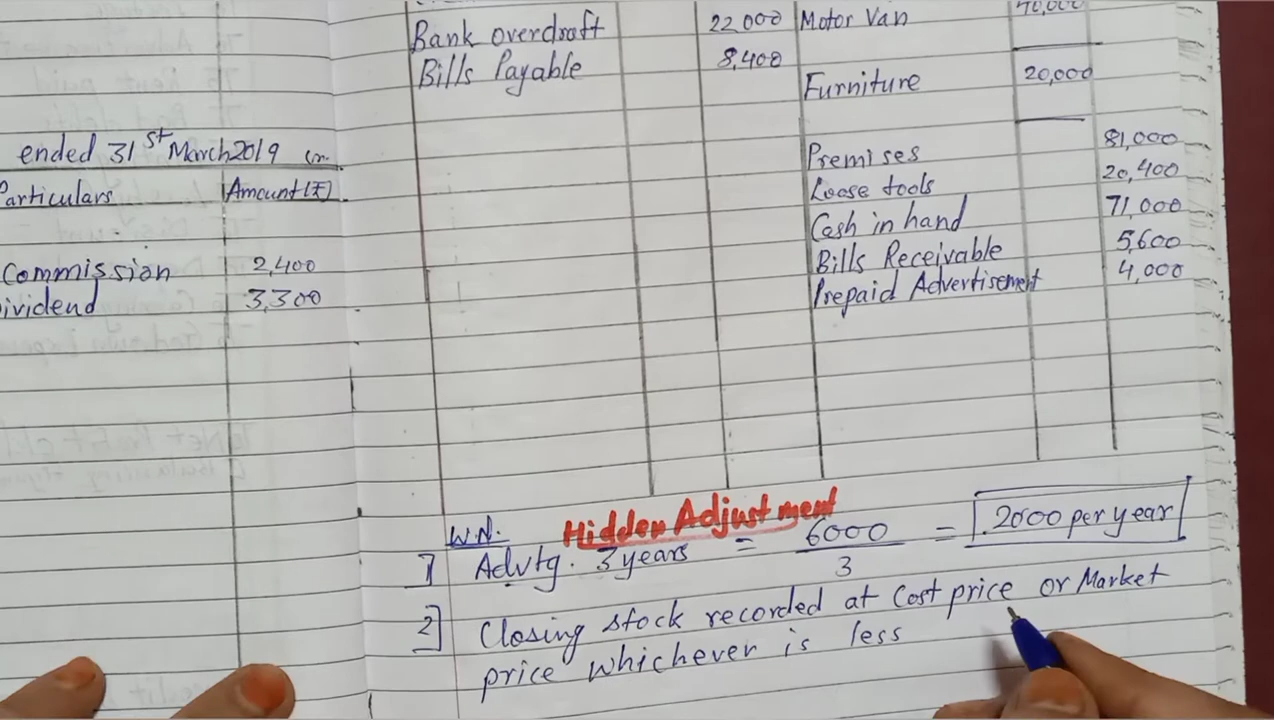 Bank overdraft 22000 Motor Van 40,000
Bills Payable 8,400
Furniture 20,000
ended 31st March 2019
Particulars Amount (₹)
Premises 81,000
Loose tools 20,400
Cash in hand 71,000
Commission 2,400
Bills Receivable 5,600
Dividend 3,300
Prepaid Advertisement 4,000
W.N. Hidden Adjustment
1] Advtg. 3 years = 6000 / 3 = 2000 per year
2] Closing stock recorded at Cost price or Market
price whichever is less